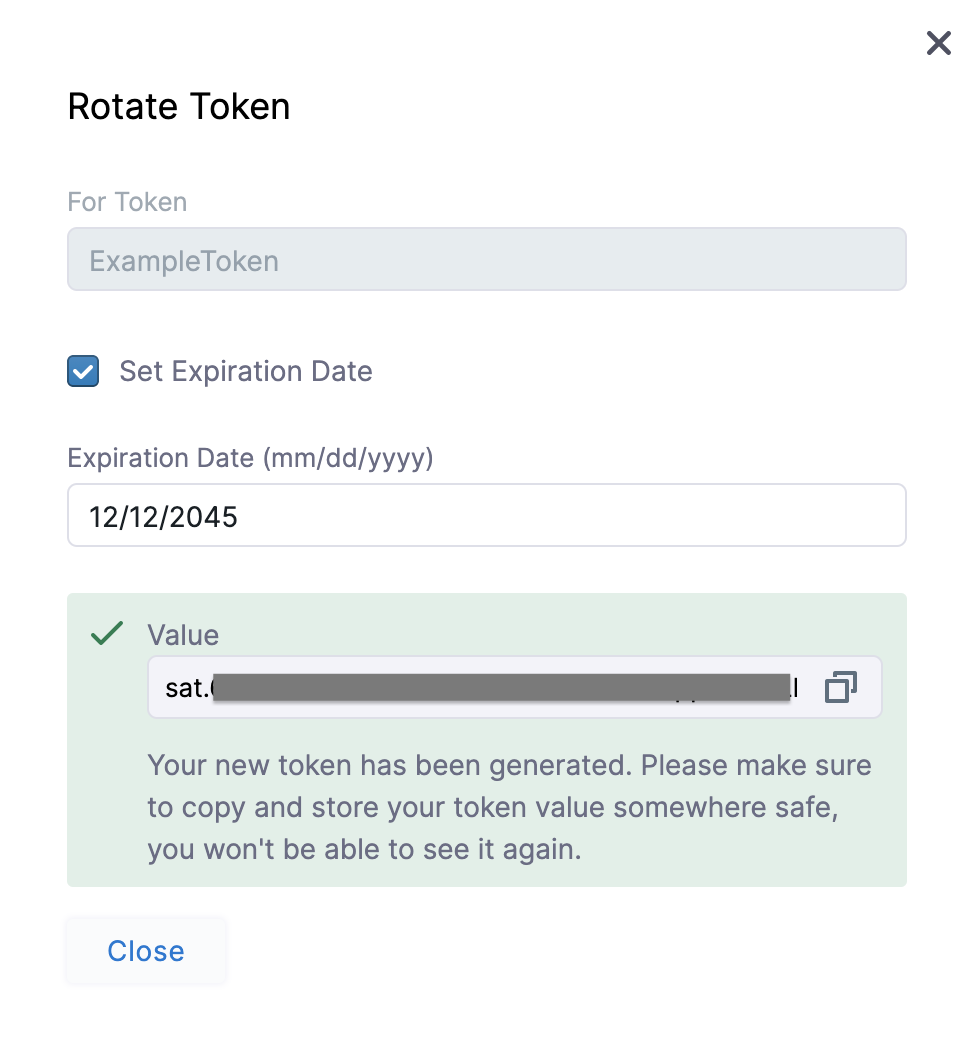 Rotate Token
For Token
ExampleToken
Set Expiration Date
Expiration Date (mm/dd/yyyy)
12/12/2045
Value
sat.
Your new token has been generated. Please make sure
to copy and store your token value somewhere safe,
you won't be able to see it again.
Close